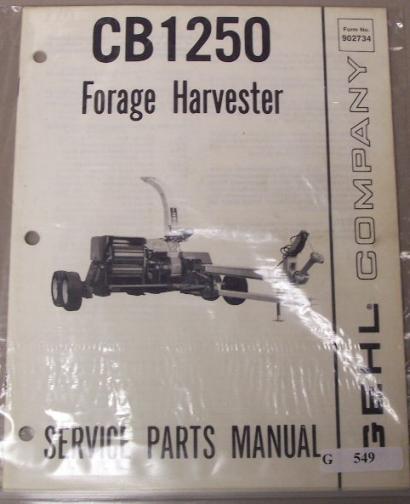 CB1250
Forage Harvester
Form No.
902734
GEHL COMPANY
SERVICE PARTS MANUAL
G 549